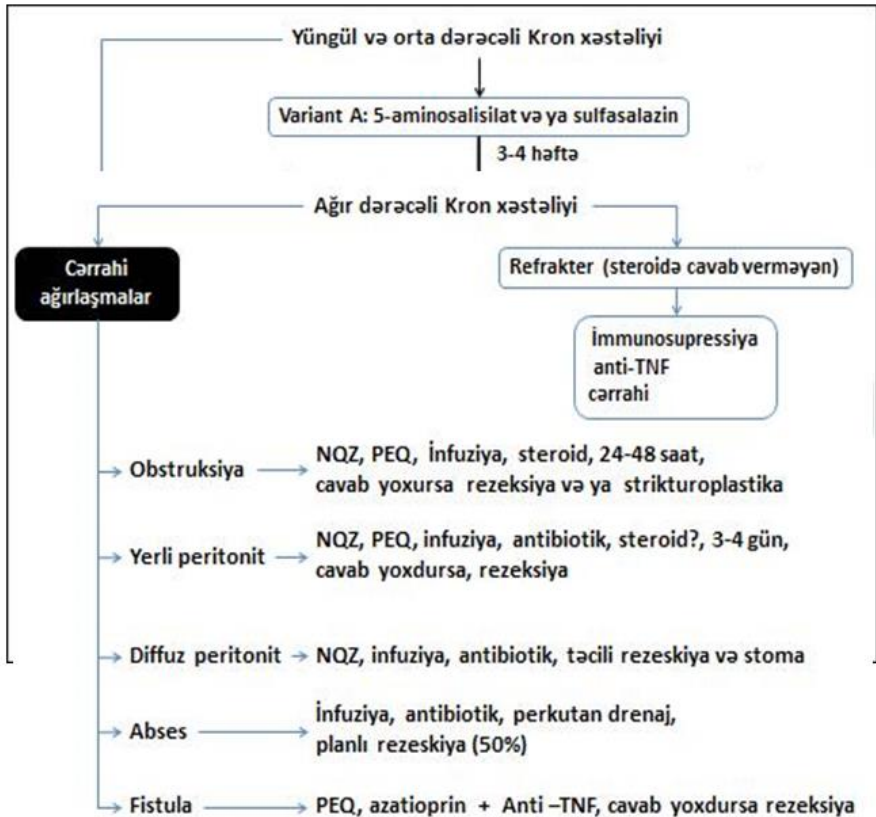 Yüngül və orta dərəcəli Kron xəstəliyi
Variant A: 5-aminosalisilat və ya sulfasalazin
3-4 həftə
Ağır dərəcəli Kron xəstəliyi
Cərrahi
ağırlaşmalar
Refrakter (steroidə cavab verməyən)
İmmunosupressiya
anti-TNF
cərrahi
Obstruksiya
NQZ, PEQ, İnfuziya, steroid, 24-48 saat,
cavab yoxursa rezeksiya və ya strikturoplastika
Yerli peritonit
NQZ, PEQ, infuziya, antibiotik, steroid?, 3-4 gün,
cavab yoxdursa, rezeksiya
Diffuz peritonit
NQZ, infuziya, antibiotik, təcili rezeskiya və stoma
Abses
İnfuziya, antibiotik, perkutan drenaj,
planlı rezeskiya (50%)
Fistula
PEQ, azatioprin + Anti –TNF, cavab yoxdursa rezeksiya